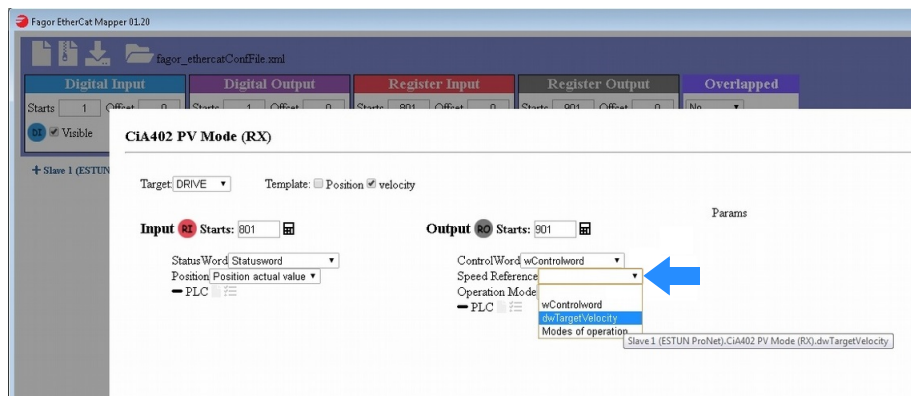 Fagor EtherCat Mapper 01.20
fagor_ethercatConfFile.xml
Digital Input Digital Output Register Input Register Output Overlapped
Starts 1 Offset 0 Starts 1 Offset 0 Starts 801 Offset 0 Starts 901 Offset 0 No
DI Visible
CiA402 PV Mode (RX)
+ Slave 1 (ESTUN
Target: DRIVE Template: Position velocity
Params
Input RI Starts: 801 Output RO Starts: 901
StatusWord Statusword ControlWord wControlword
Position Position actual value Speed Reference
PLC Operation Mode
PLC
wControlword
dwTargetVelocity
Modes of operation
Slave 1 (ESTUN ProNet).CiA402 PV Mode (RX).dwTargetVelocity